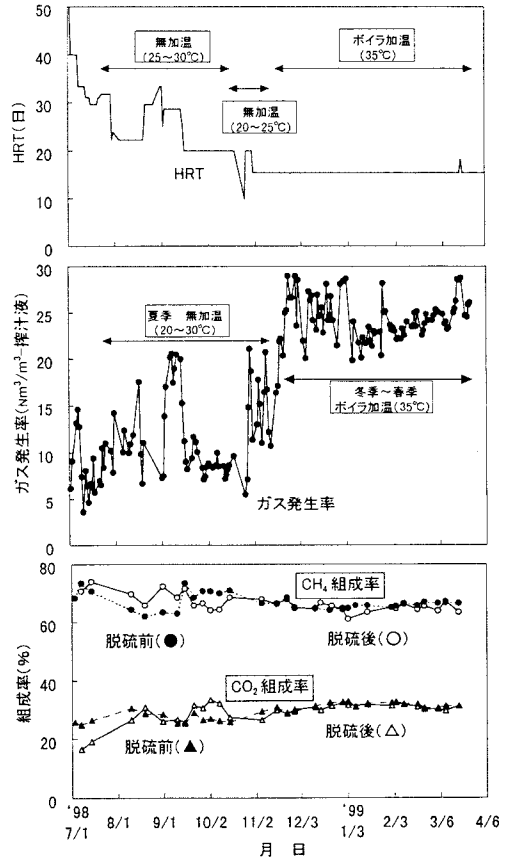 50
40
30
20
10
0
HRT(日)
無加温
(25～30℃)
ボイラ加温
(35℃)
無加温
(20～25℃)
HRT
30
25
20
15
10
5
0
ガス発生率(Nm³/m³-搾汁液)
夏季 無加温
(20～30℃)
冬季～春季
ボイラ加温(35℃)
ガス発生率
80
60
40
20
0
組成率(%)
CH₄組成率
脱硫前(●)
脱硫後(○)
CO₂組成率
脱硫前(▲)
脱硫後(△)
'98
7/1
8/1
9/1
10/2
11/2
12/3
'99
1/3
2/3
3/6
4/6
月 日